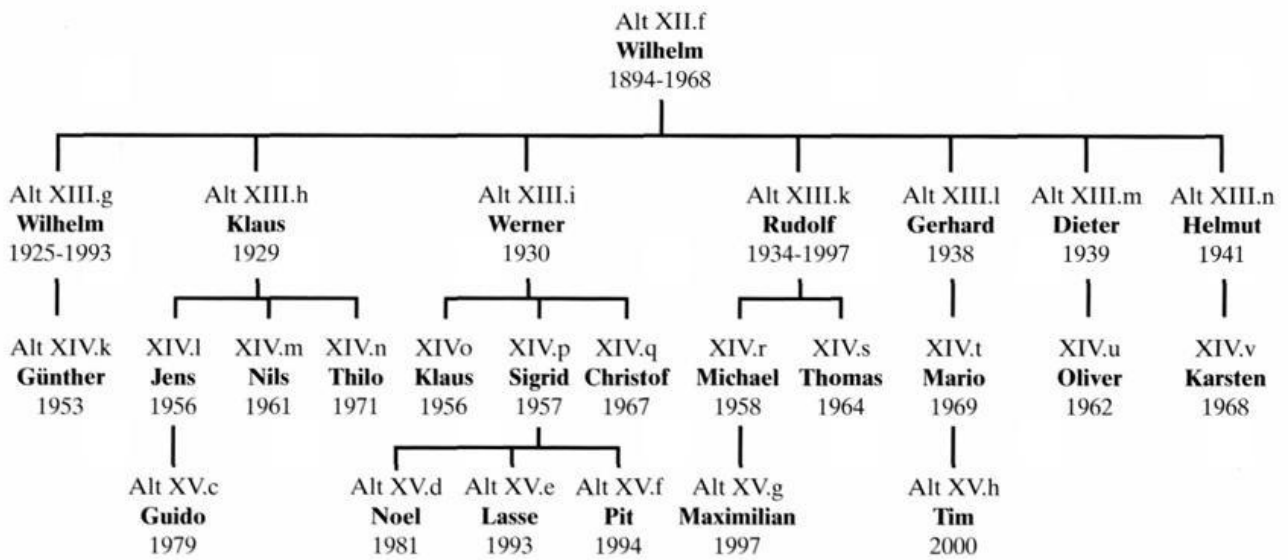 Alt XII.f
Wilhelm
1894-1968
Alt XIII.g Alt XIII.h Alt XIII.i Alt XIII.k Alt XIII.l Alt XIII.m Alt XIII.n
Wilhelm Klaus Werner Rudolf Gerhard Dieter Helmut
1925-1993 1929 1930 1934-1997 1938 1939 1941
Alt XIV.k XIV.l XIV.m XIV.n XIVo XIV.p XIV.q XIV.r XIV.s XIV.t XIV.u XIV.v
Günther Jens Nils Thilo Klaus Sigrid Christof Michael Thomas Mario Oliver Karsten
1953 1956 1961 1971 1956 1957 1967 1958 1964 1969 1962 1968
Alt XV.c Alt XV.d Alt XV.e Alt XV.f Alt XV.g Alt XV.h
Guido Noel Lasse Pit Maximilian Tim
1979 1981 1993 1994 1997 2000